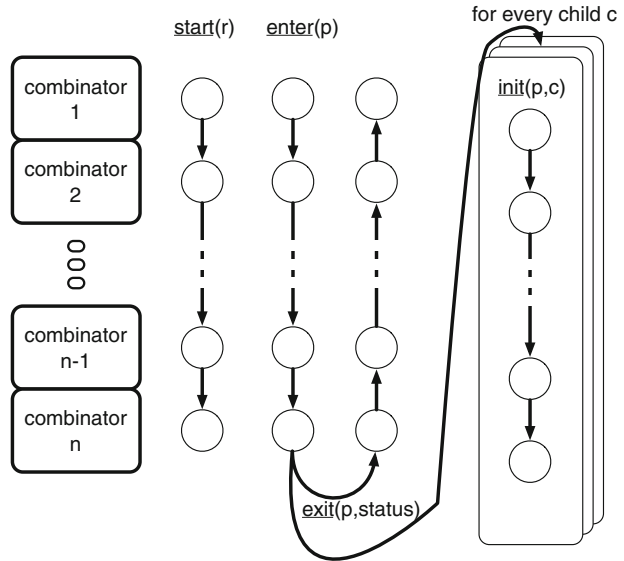 for every child c
start(r) enter(p)
init(p,c)
combinator
1
combinator
2
combinator
n-1
combinator
n
exit(p,status)